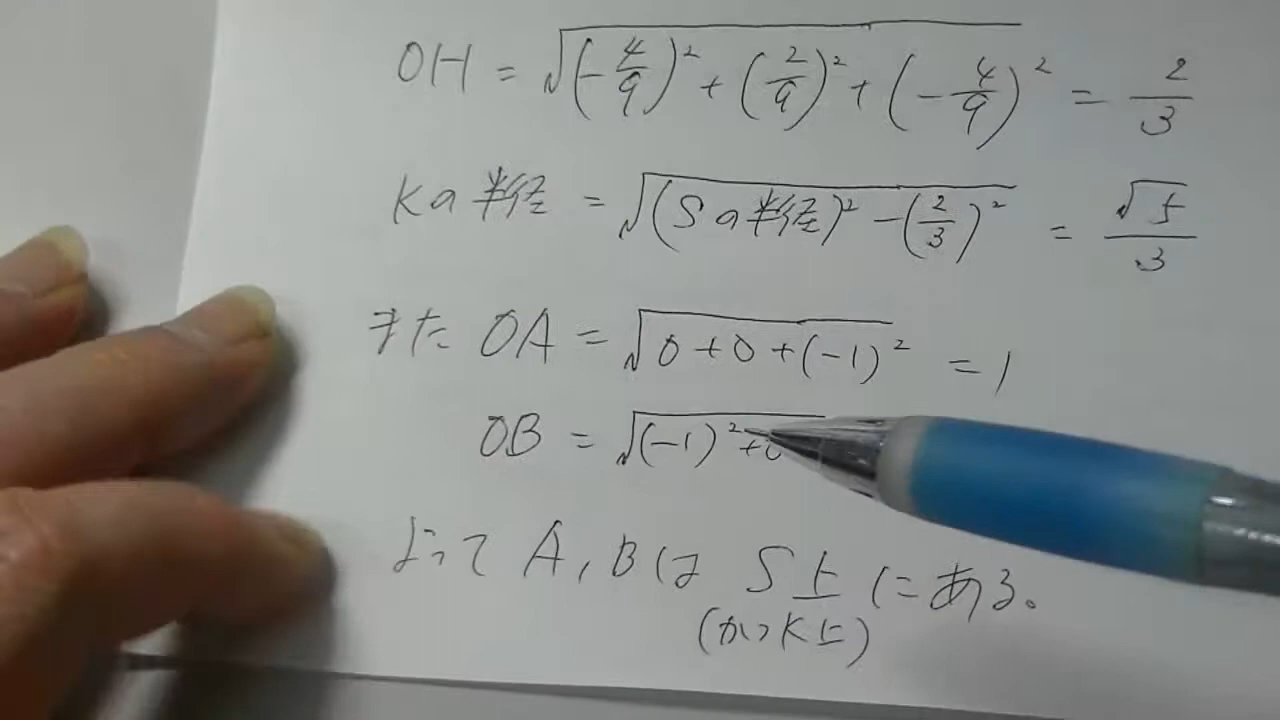 OH = √(-4/9)² + (2/9)² + (-4/9)² = 2/3
Kの半径 = √(Sの半径)² - (2/3)² = √5/3
また OA = √0+0+(-1)² = 1
OB = √(-1)²+0
よって A, B は S上にある。
(かつK上)